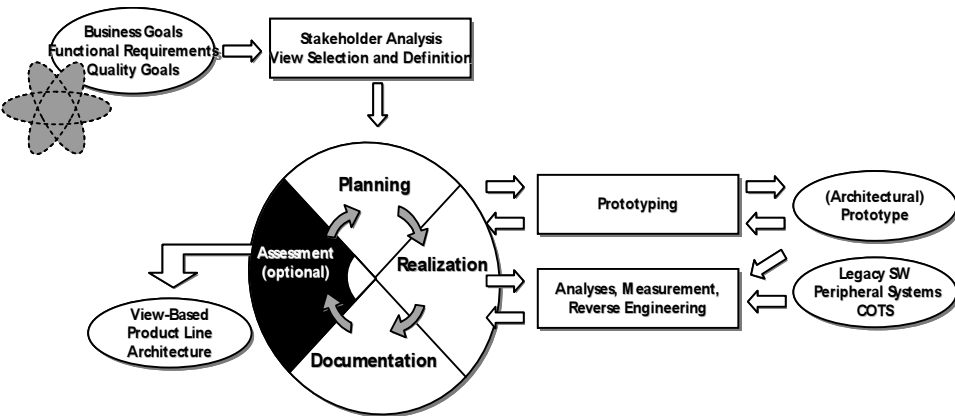 Business Goals
Functional Requirements
Quality Goals
Stakeholder Analysis
View Selection and Definition
Planning
Assessment
(optional)
Realization
Documentation
Prototyping
(Architectural)
Prototype
Analyses, Measurement,
Reverse Engineering
Legacy SW
Peripheral Systems
COTS
View-Based
Product Line
Architecture